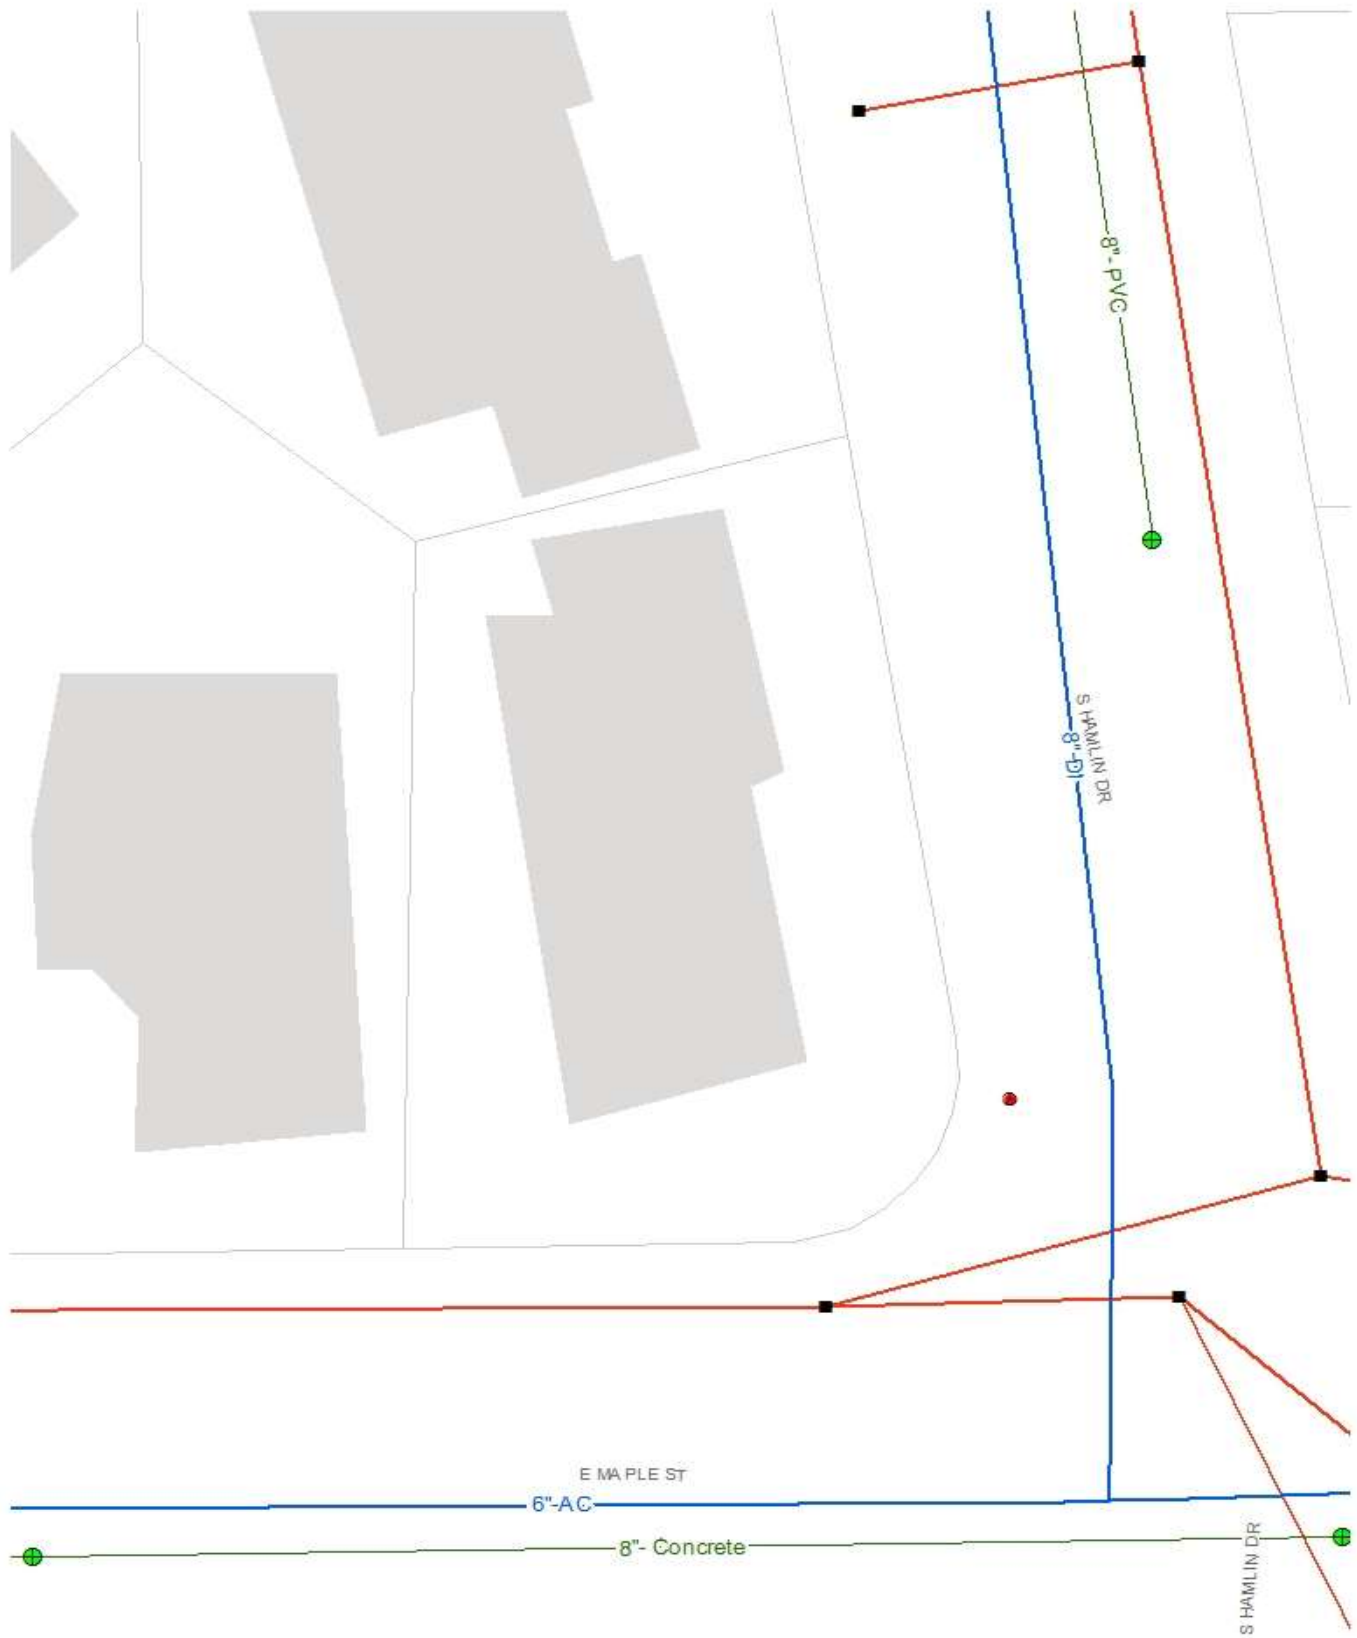 8"- PVC
S HAMLIN DR
8"-DI
E MAPLE ST
6"-AC
8"- Concrete
S HAMLIN DR